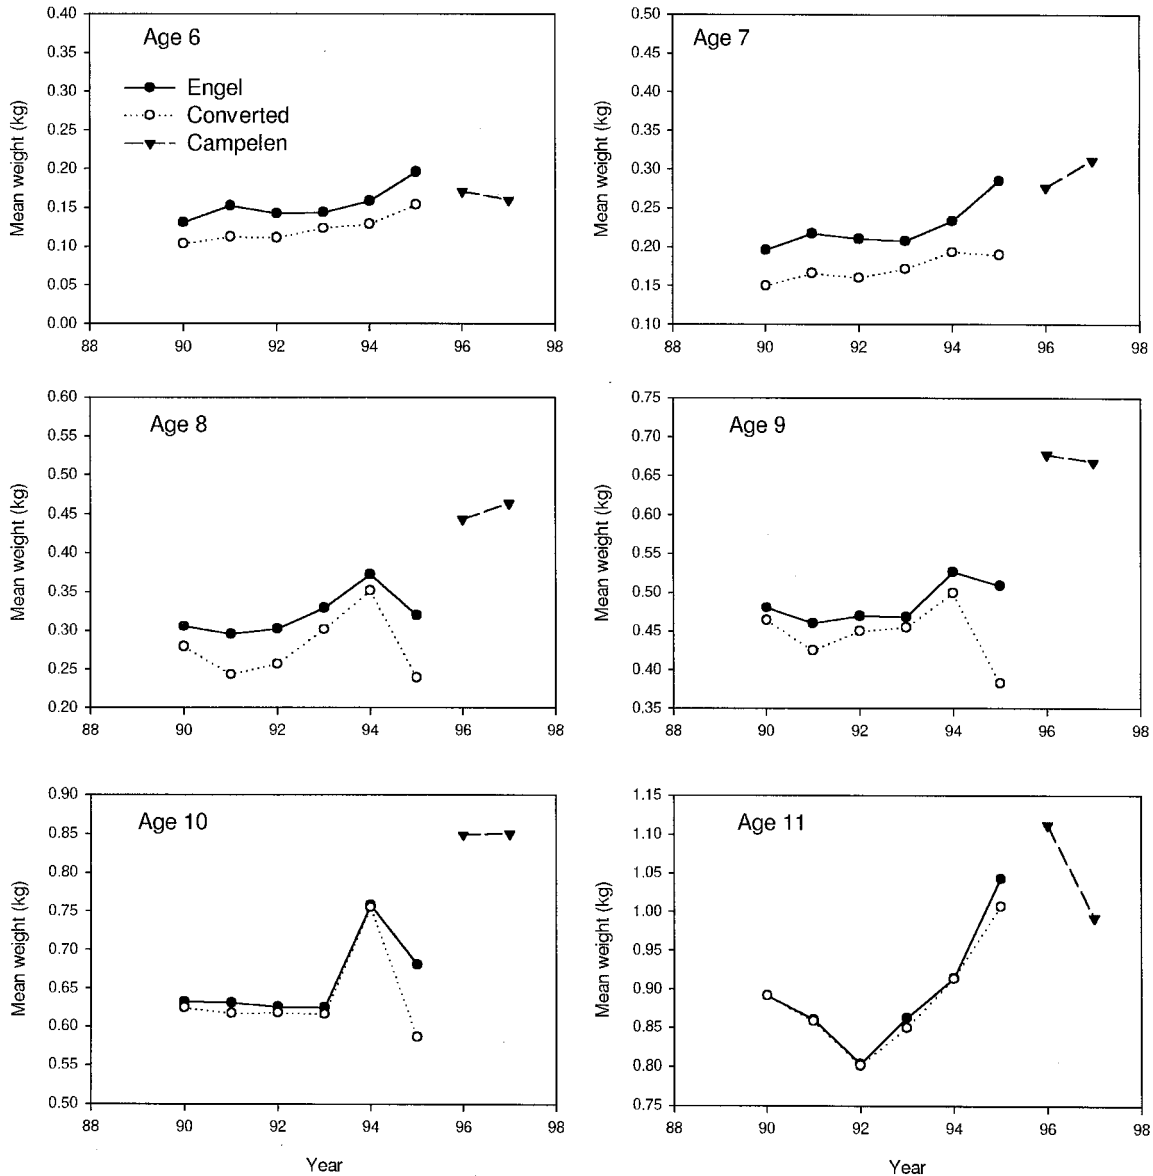 Age 6
Engel
Converted
Campelen
Mean weight (kg)
0.40
0.35
0.30
0.25
0.20
0.15
0.10
0.05
0.00
88 90 92 94 96 98
Age 7
Mean weight (kg)
0.50
0.45
0.40
0.35
0.30
0.25
0.20
0.15
0.10
88 90 92 94 96 98
Age 8
Mean weight (kg)
0.60
0.55
0.50
0.45
0.40
0.35
0.30
0.25
0.20
88 90 92 94 96 98
Age 9
Mean weight (kg)
0.75
0.70
0.65
0.60
0.55
0.50
0.45
0.40
0.35
88 90 92 94 96 98
Age 10
Mean weight (kg)
0.90
0.85
0.80
0.75
0.70
0.65
0.60
0.55
0.50
88 90 92 94 96 98
Year
Age 11
Mean weight (kg)
1.15
1.10
1.05
1.00
0.95
0.90
0.85
0.80
0.75
88 90 92 94 96 98
Year